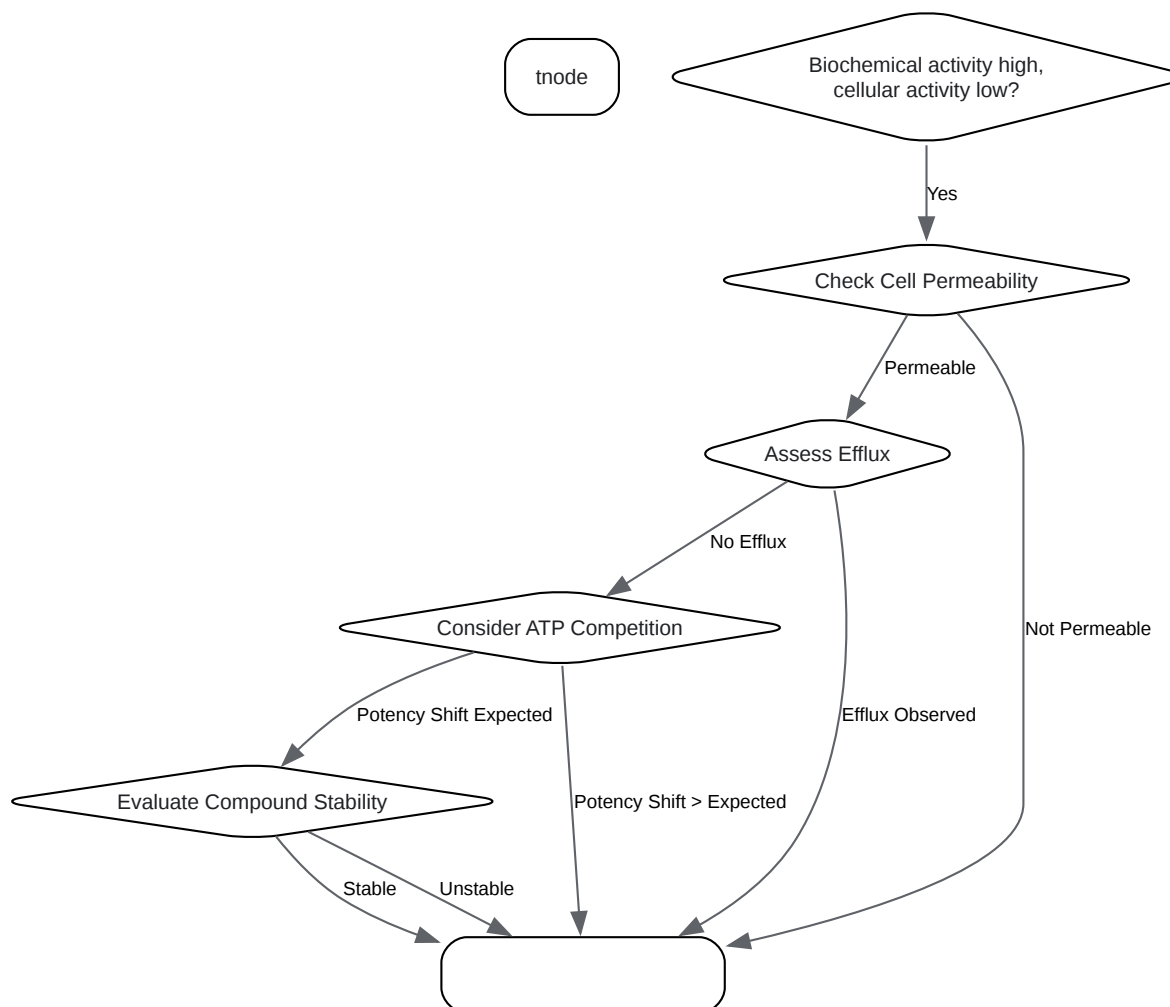 tnode
Biochemical activity high,
cellular activity low?
Yes
Check Cell Permeability
Permeable
Assess Efflux
No Efflux
Consider ATP Competition
Not Permeable
Potency Shift Expected
Efflux Observed
Evaluate Compound Stability
Potency Shift > Expected
Stable
Unstable